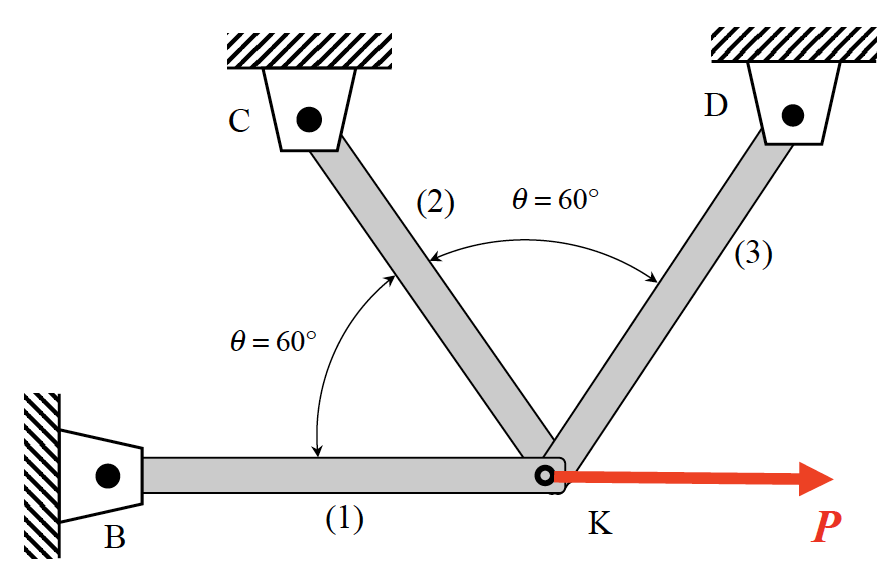 C
D
(2)
θ = 60°
(3)
θ = 60°
B
(1)
K
P